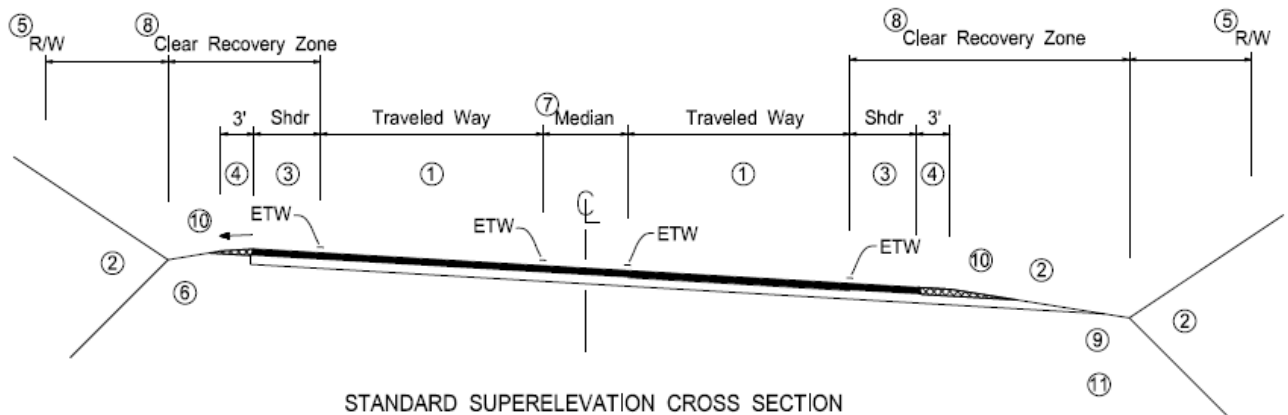 ⑤ R/W ⑧ Clear Recovery Zone ⑧ Clear Recovery Zone ⑤ R/W
3' Shdr Traveled Way ⑦ Median Traveled Way Shdr 3'
④ ③ ① ① ③ ④
℄
⑩ ETW ETW ETW ETW ⑩ ②
② ⑥ ②
⑨
⑪
STANDARD SUPERELEVATION CROSS SECTION